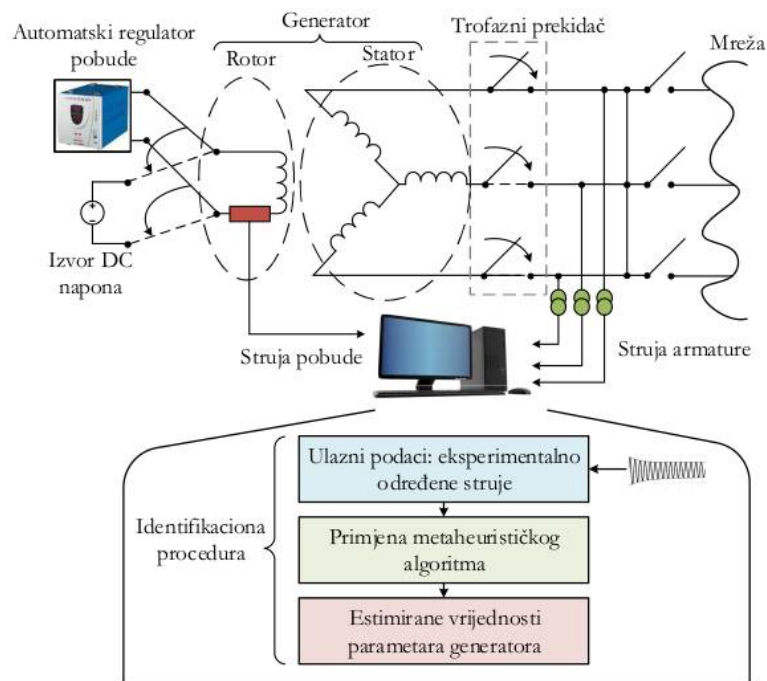 Generator
Trofazni prekidač
Automatski regulator
pobude
Rotor
Stator
Mreža
Izvor DC
napona
Struja pobude
Struja armature
Ulazni podaci: eksperimentalno
određene struje
Identifikaciona
procedura
Primjena metaheurističkog
algoritma
Estimirane vrijednosti
parametara generatora